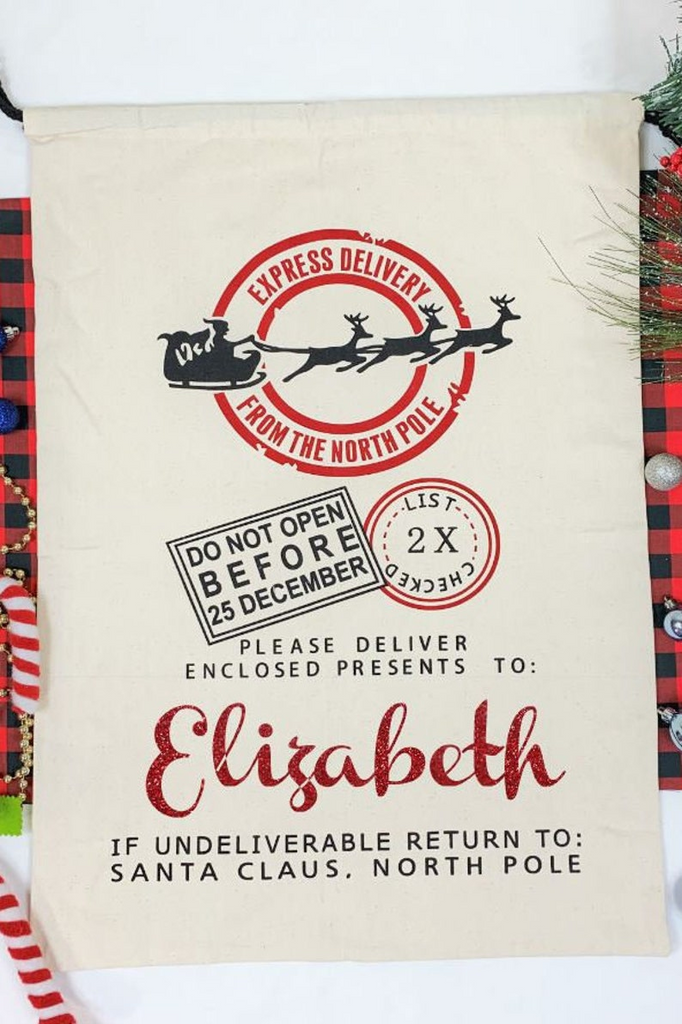 EXPRESS DELIVERY
FROM THE NORTH POLE
DO NOT OPEN
BEFORE
25 DECEMBER
LIST
2 X
CHECKED
PLEASE DELIVER
ENCLOSED PRESENTS TO:
Elizabeth
IF UNDELIVERABLE RETURN TO:
SANTA CLAUS, NORTH POLE